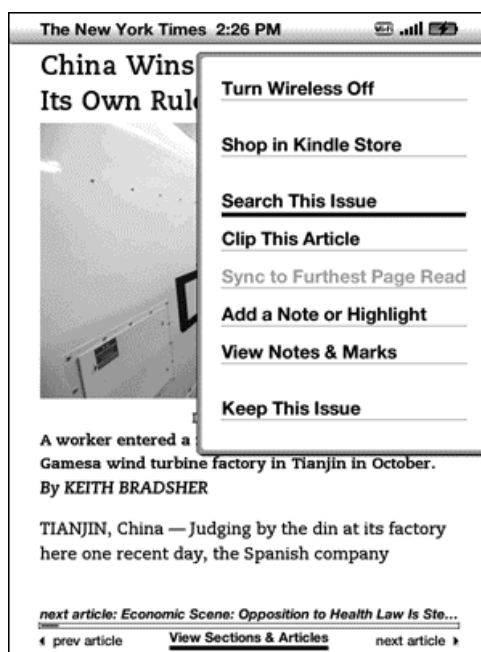 The New York Times 2:26 PM
Wi-Fi
China Wins
Its Own Rul
Turn Wireless Off
Shop in Kindle Store
Search This Issue
Clip This Article
Sync to Furthest Page Read
Add a Note or Highlight
View Notes & Marks
Keep This Issue
A worker entered a
Gamesa wind turbine factory in Tianjin in October.
By KEITH BRADSHER
TIANJIN, China — Judging by the din at its factory
here one recent day, the Spanish company
next article: Economic Scene: Opposition to Health Law Is Ste...
prev article View Sections & Articles next article